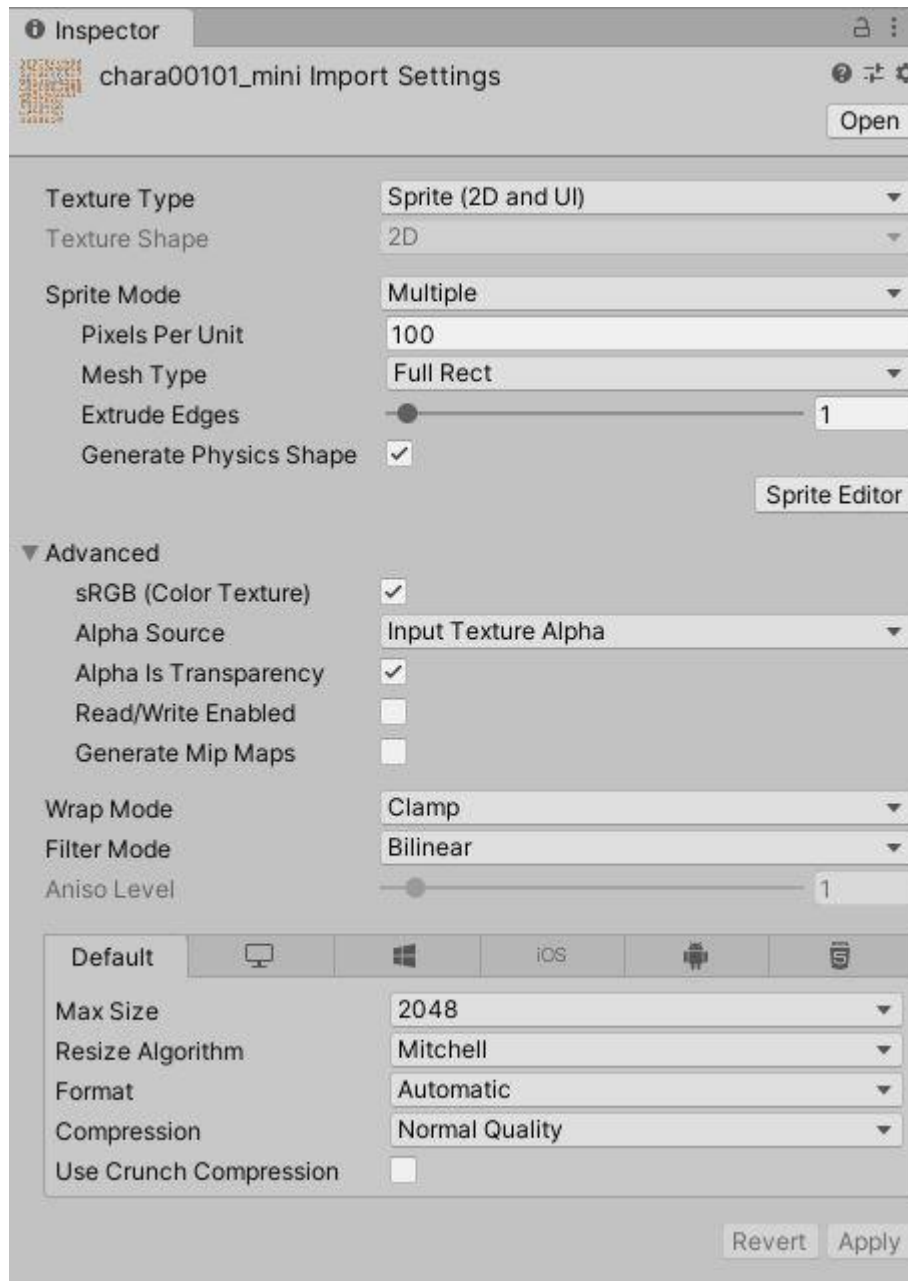 Inspector
chara00101_mini Import Settings
Open
Texture Type Sprite (2D and UI)
Texture Shape 2D
Sprite Mode Multiple
Pixels Per Unit 100
Mesh Type Full Rect
Extrude Edges 1
Generate Physics Shape
Sprite Editor
Advanced
sRGB (Color Texture)
Alpha Source Input Texture Alpha
Alpha Is Transparency
Read/Write Enabled
Generate Mip Maps
Wrap Mode Clamp
Filter Mode Bilinear
Aniso Level 1
Default iOS
Max Size 2048
Resize Algorithm Mitchell
Format Automatic
Compression Normal Quality
Use Crunch Compression
Revert Apply